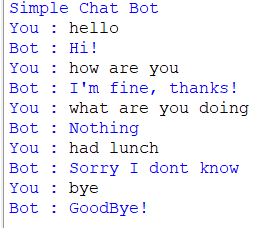 Simple Chat Bot
You : hello
Bot : Hi!
You : how are you
Bot : I'm fine, thanks!
You : what are you doing
Bot : Nothing
You : had lunch
Bot : Sorry I dont know
You : bye
Bot : GoodBye!